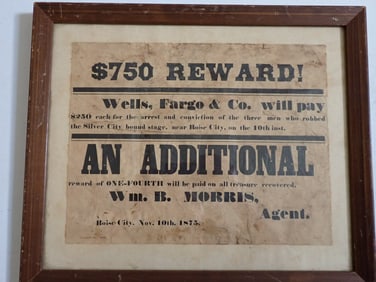 $750 REWARD!
Wells, Fargo & Co. will pay
$250 each for the arrest and conviction of the three men who robbed
the Silver City bound stage, near Boise City, on the 10th inst.
AN ADDITIONAL
reward of ONE-FOURTH will be paid on all treasure recovered.
Wm. B. MORRIS,
Agent.
Boise City, Nov. 10th, 1875.